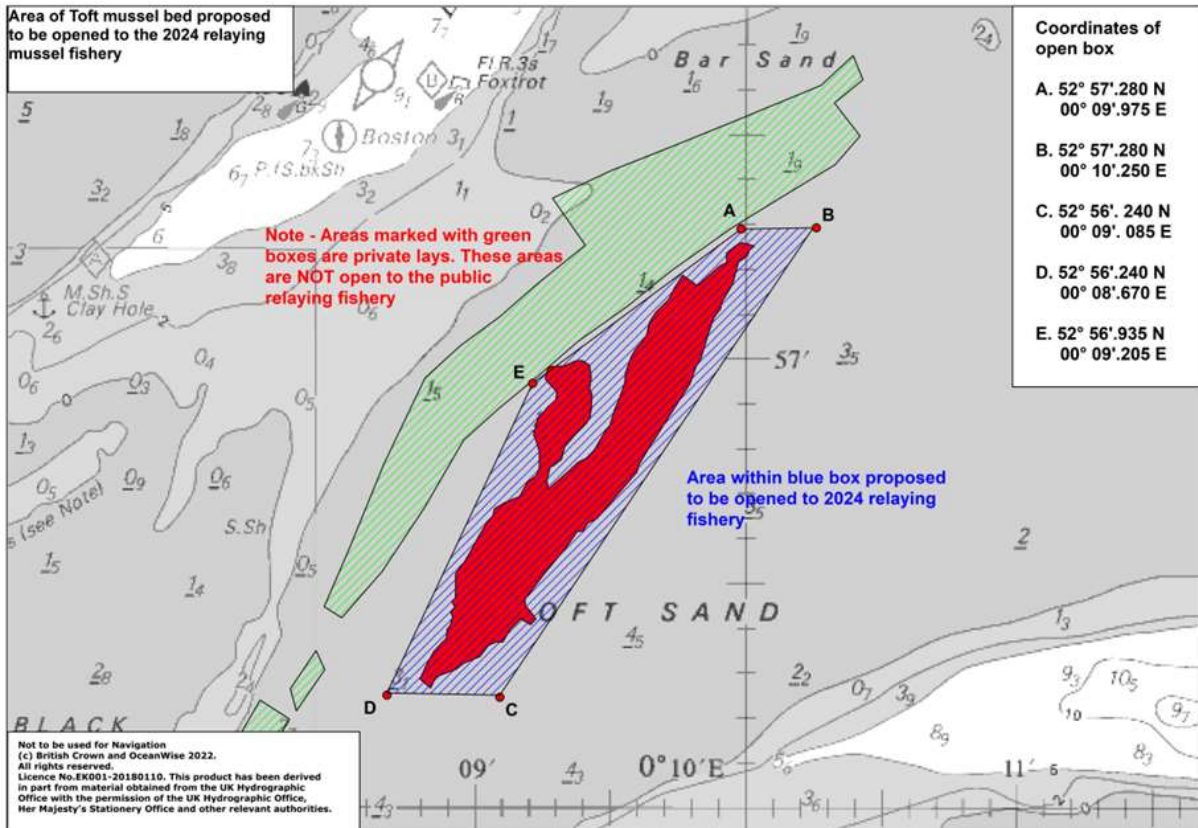 Area of Toft mussel bed proposed
to be opened to the 2024 relaying
mussel fishery
Coordinates of
open box
A. 52° 57'.280 N
00° 09'.975 E
B. 52° 57'.280 N
00° 10'.250 E
C. 52° 56'. 240 N
00° 09'. 085 E
D. 52° 56'.240 N
00° 08'.670 E
E. 52° 56'.935 N
00° 09'.205 E
Bar Sand
Fl.R.3s
Foxtrot
Boston
P.fS.bkSh
Note - Areas marked with green
boxes are private lays. These areas
are NOT open to the public
relaying fishery
M.Sh.S
Clay Hole
A
B
E
57'
Area within blue box proposed
to be opened to 2024 relaying
fishery
(see Note)
S.Sh
OFT SAND
D
C
BLACK
09'
0°10'E
11'
Not to be used for Navigation
(c) British Crown and OceanWise 2022.
All rights reserved.
Licence No.EK001-20180110. This product has been derived
in part from material obtained from the UK Hydrographic
Office with the permission of the UK Hydrographic Office,
Her Majesty's Stationery Office and other relevant authorities.